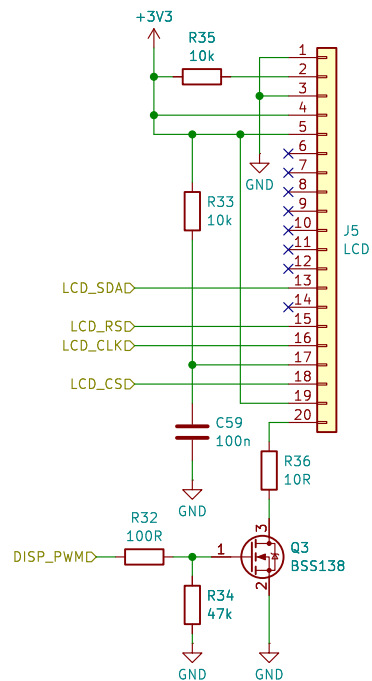 +3V3
R35
10k
1
2
3
4
5
6
7
8
9
10
11
12
13
14
15
16
17
18
19
20
GND
R33
10k
J5
LCD
LCD_SDA
LCD_RS
LCD_CLK
LCD_CS
C59
100n
GND
R36
10R
R32
100R
DISP_PWM
1
3
2
Q3
BSS138
R34
47k
GND
GND